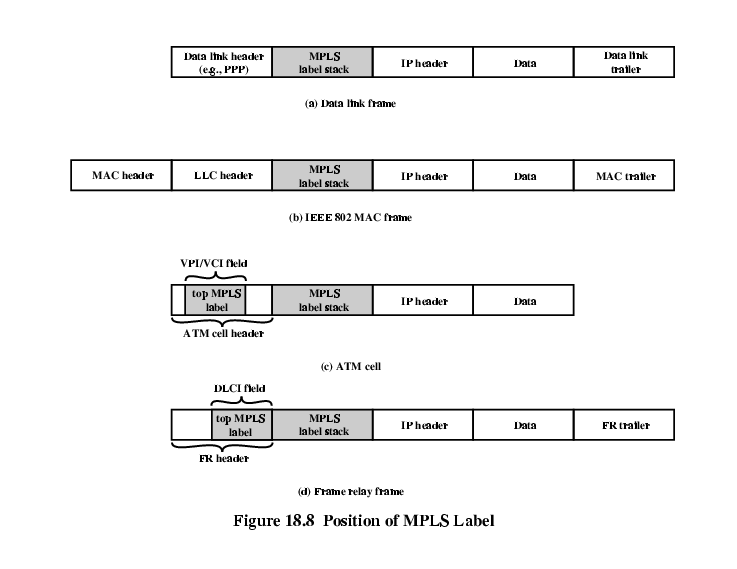 Data link header
(e.g., PPP)
MPLS
label stack
IP header
Data
Data link
trailer
(a) Data link frame
MAC header
LLC header
MPLS
label stack
IP header
Data
MAC trailer
(b) IEEE 802 MAC frame
VPI/VCI field
top MPLS
label
MPLS
label stack
IP header
Data
ATM cell header
(c) ATM cell
DLCI field
top MPLS
label
MPLS
label stack
IP header
Data
FR trailer
FR header
(d) Frame relay frame
Figure 18.8 Position of MPLS Label